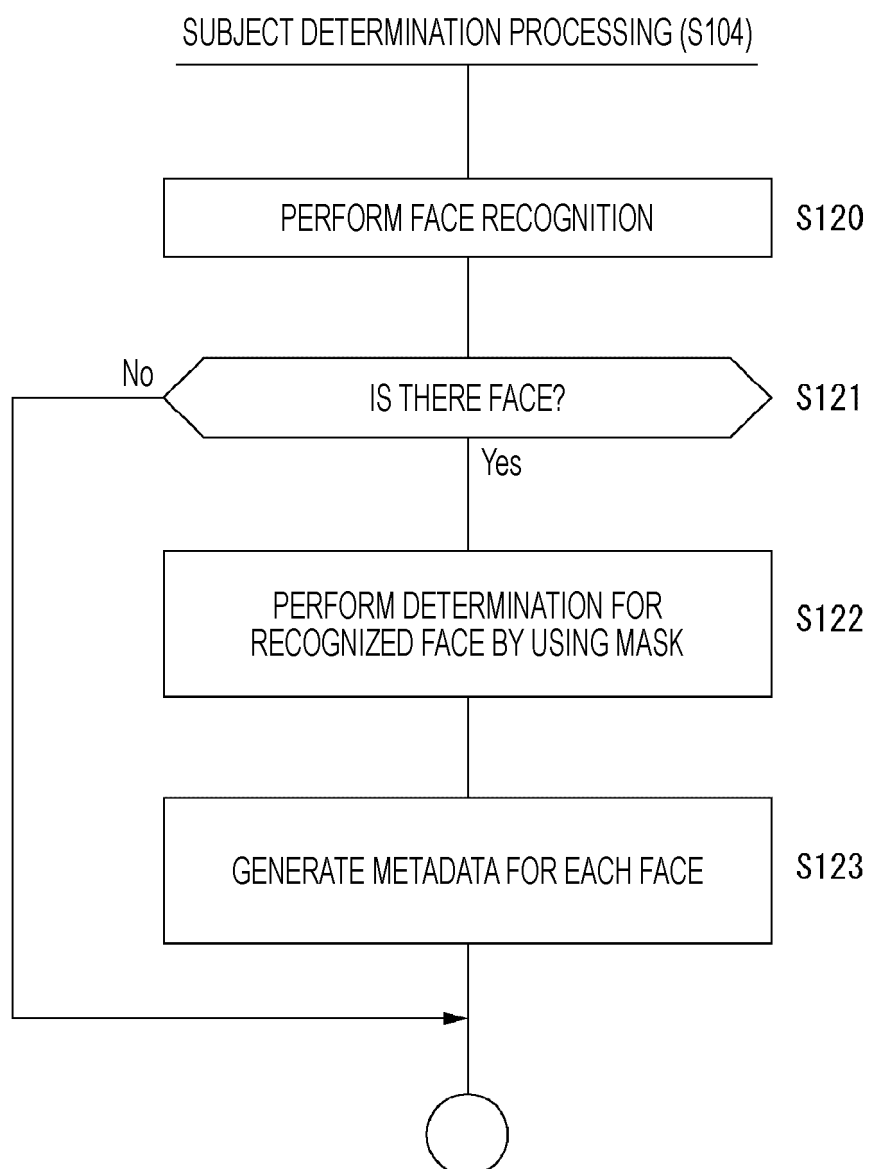 SUBJECT DETERMINATION PROCESSING (S104)
PERFORM FACE RECOGNITION
S120
No
IS THERE FACE?
S121
Yes
PERFORM DETERMINATION FOR
RECOGNIZED FACE BY USING MASK
S122
GENERATE METADATA FOR EACH FACE
S123